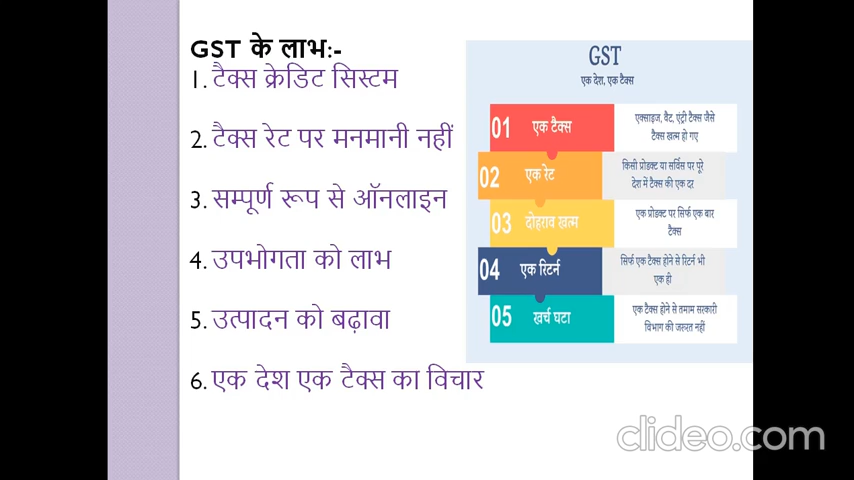 GST के लाभः-
1. टैक्स क्रेडिट सिस्टम
2. टैक्स रेट पर मनमानी नहीं
3. सम्पूर्ण रूप से ऑनलाइन
4. उपभोगता को लाभ
5. उत्पादन को बढ़ावा
6. एक देश एक टैक्स का विचार
GST
एक देश, एक टैक्स
01 एक टैक्स
एक्साइज, वैट, एंट्री टैक्स जैसे
टैक्स खत्म हो गए
02 एक रेट
किसी प्रोडक्ट या सर्विस पर पूरे
देश में टैक्स की एक दर
03 दोहराव खत्म
एक प्रोडक्ट पर सिर्फ एक बार
टैक्स
04 एक रिटर्न
सिर्फ एक टैक्स होने से रिटर्न भी
एक ही
05 खर्च घटा
एक टैक्स होने से तमाम सरकारी
विभाग की जरुरत नहीं
clideo.com